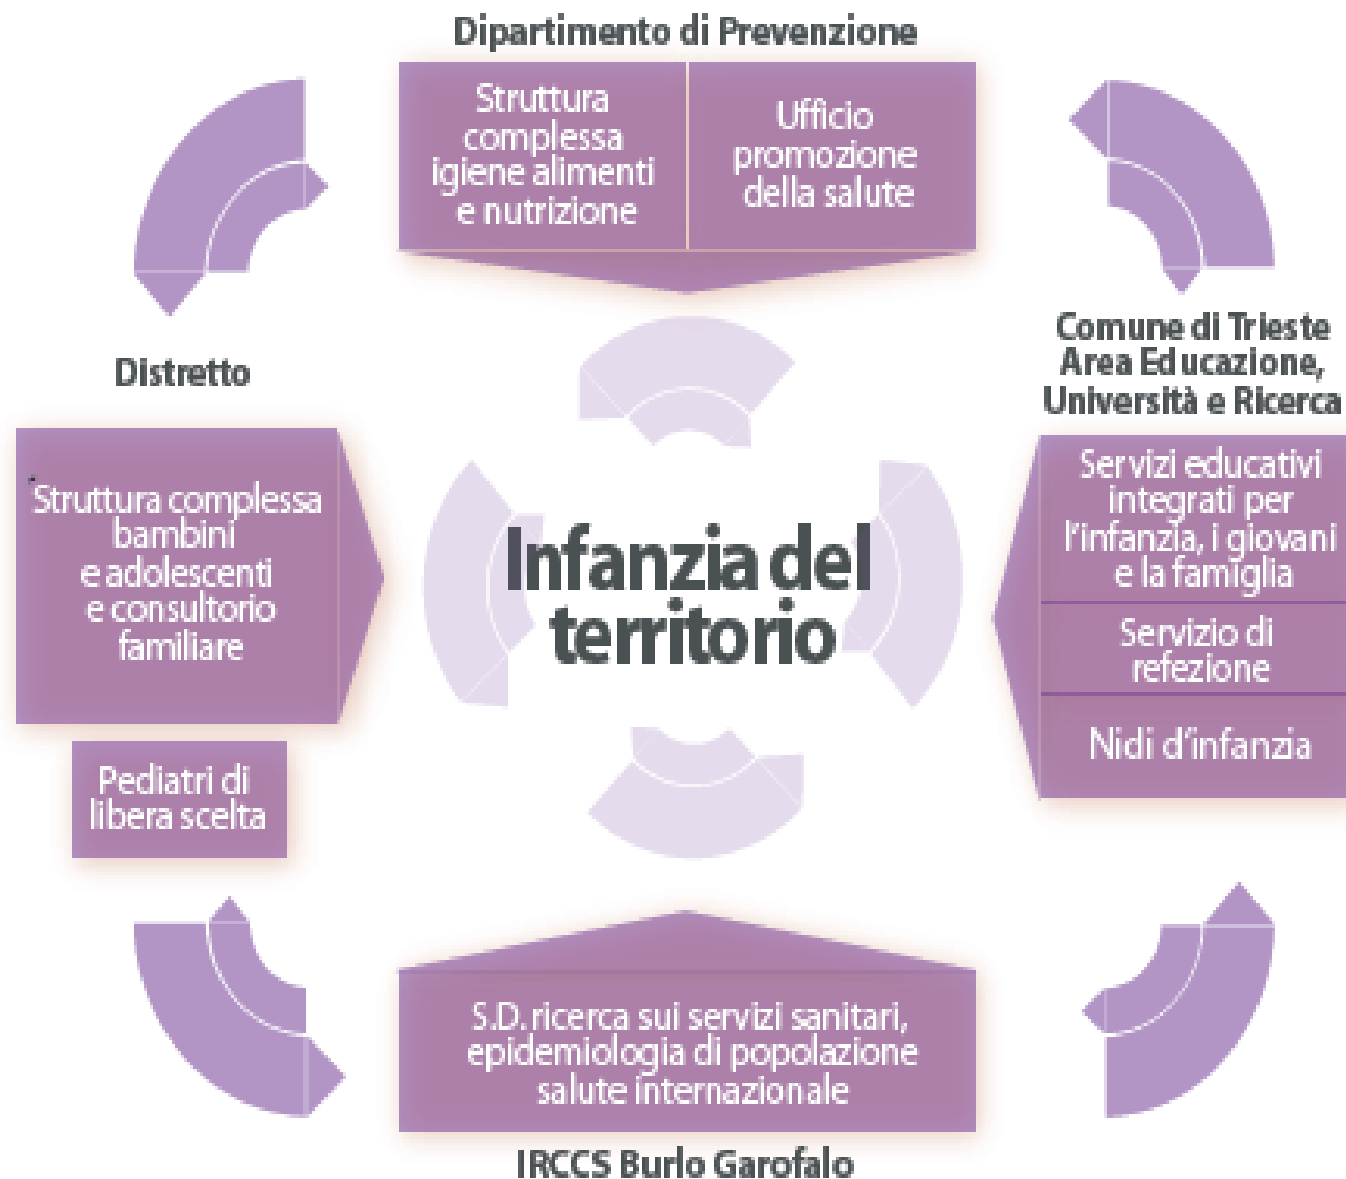 Dipartimento di Prevenzione
Struttura
complessa
igiene alimenti
e nutrizione
Ufficio
promozione
della salute
Distretto
Struttura complessa
bambini
e adolescenti
e consultorio
familiare
Pediatri di
libera scelta
Infanzia del
territorio
Comune di Trieste
Area Educazione,
Università e Ricerca
Servizi educativi
integrati per
l'infanzia, i giovani
e la famiglia
Servizio di
refezione
Nidi d'infanzia
S.D. ricerca sui servizi sanitari,
epidemiologia di popolazione
salute internazionale
IRCCS Burlo Garofalo